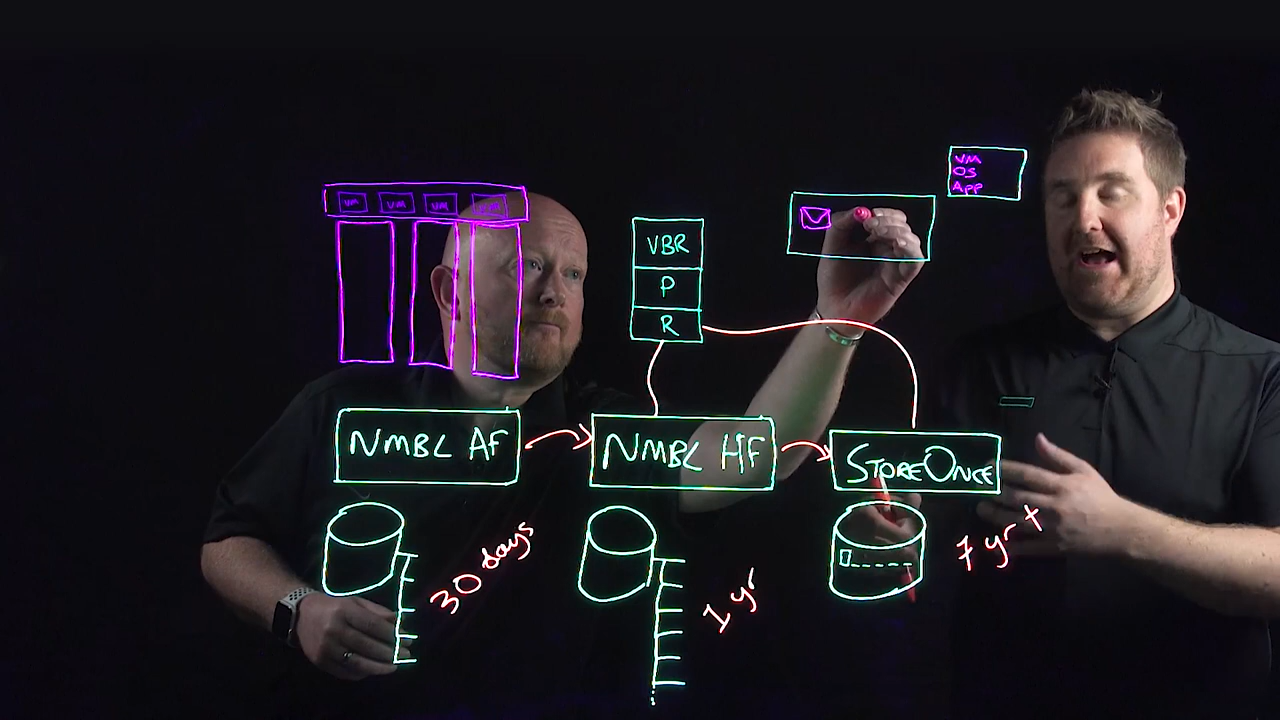 VM
OS
App
VM VM VM VM
VBR
P
R
NMBL AF
NMBL HF
STOREONCE
30 days
1 yr
7 yr +